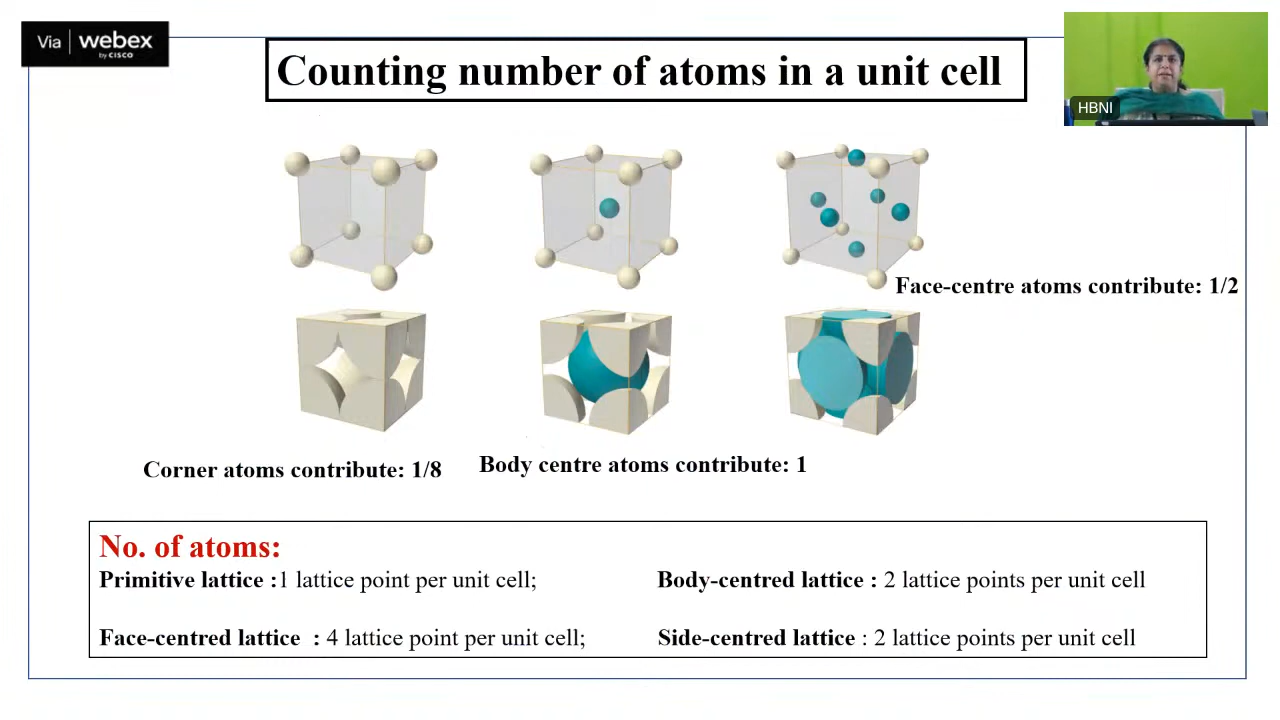 Via | webex
by CISCO
Counting number of atoms in a unit cell
HBNI
Face-centre atoms contribute: 1/2
Corner atoms contribute: 1/8
Body centre atoms contribute: 1
No. of atoms:
Primitive lattice :1 lattice point per unit cell;
Body-centred lattice : 2 lattice points per unit cell
Face-centred lattice : 4 lattice point per unit cell;
Side-centred lattice : 2 lattice points per unit cell